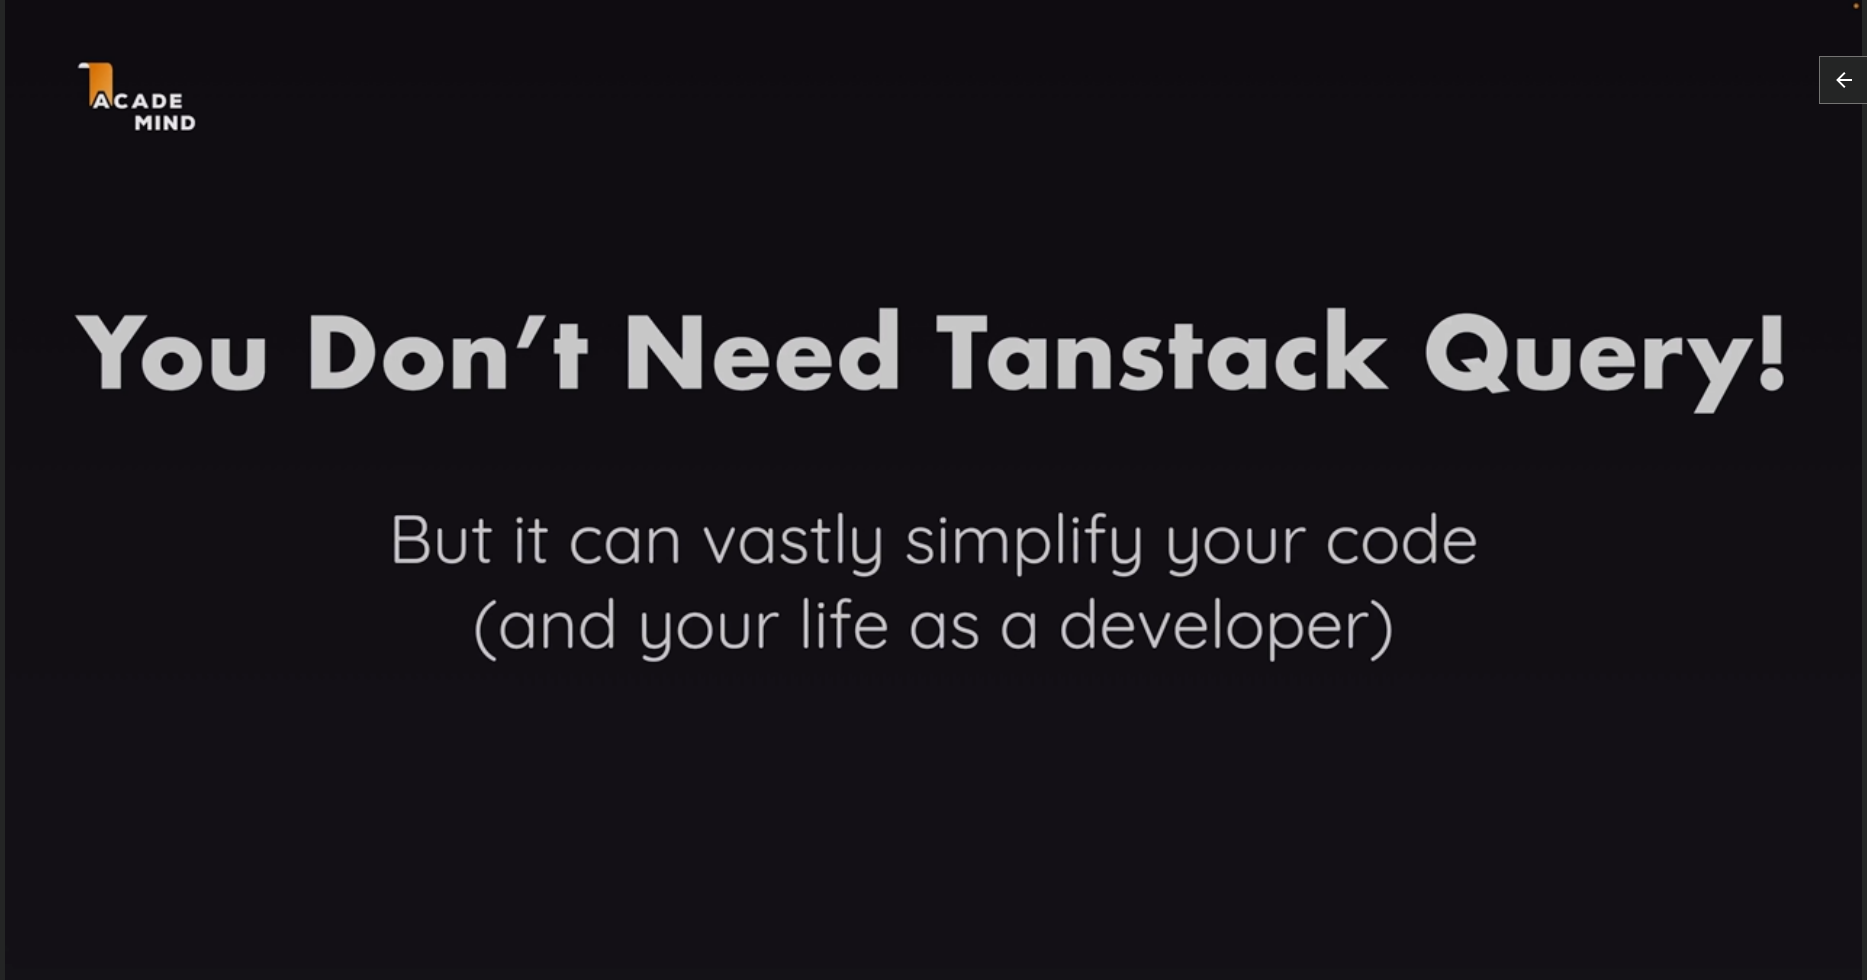 ACADE
MIND
You Don’t Need Tanstack Query!
But it can vastly simplify your code
(and your life as a developer)